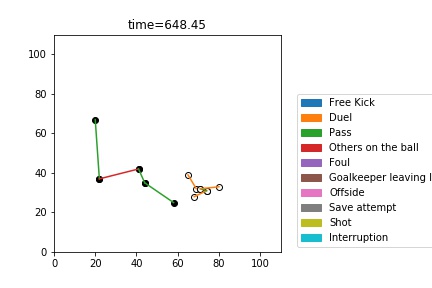 time=648.45
100
80
60
40
20
0
0 20 40 60 80 100
Free Kick
Duel
Pass
Others on the ball
Foul
Goalkeeper leaving l
Offside
Save attempt
Shot
Interruption